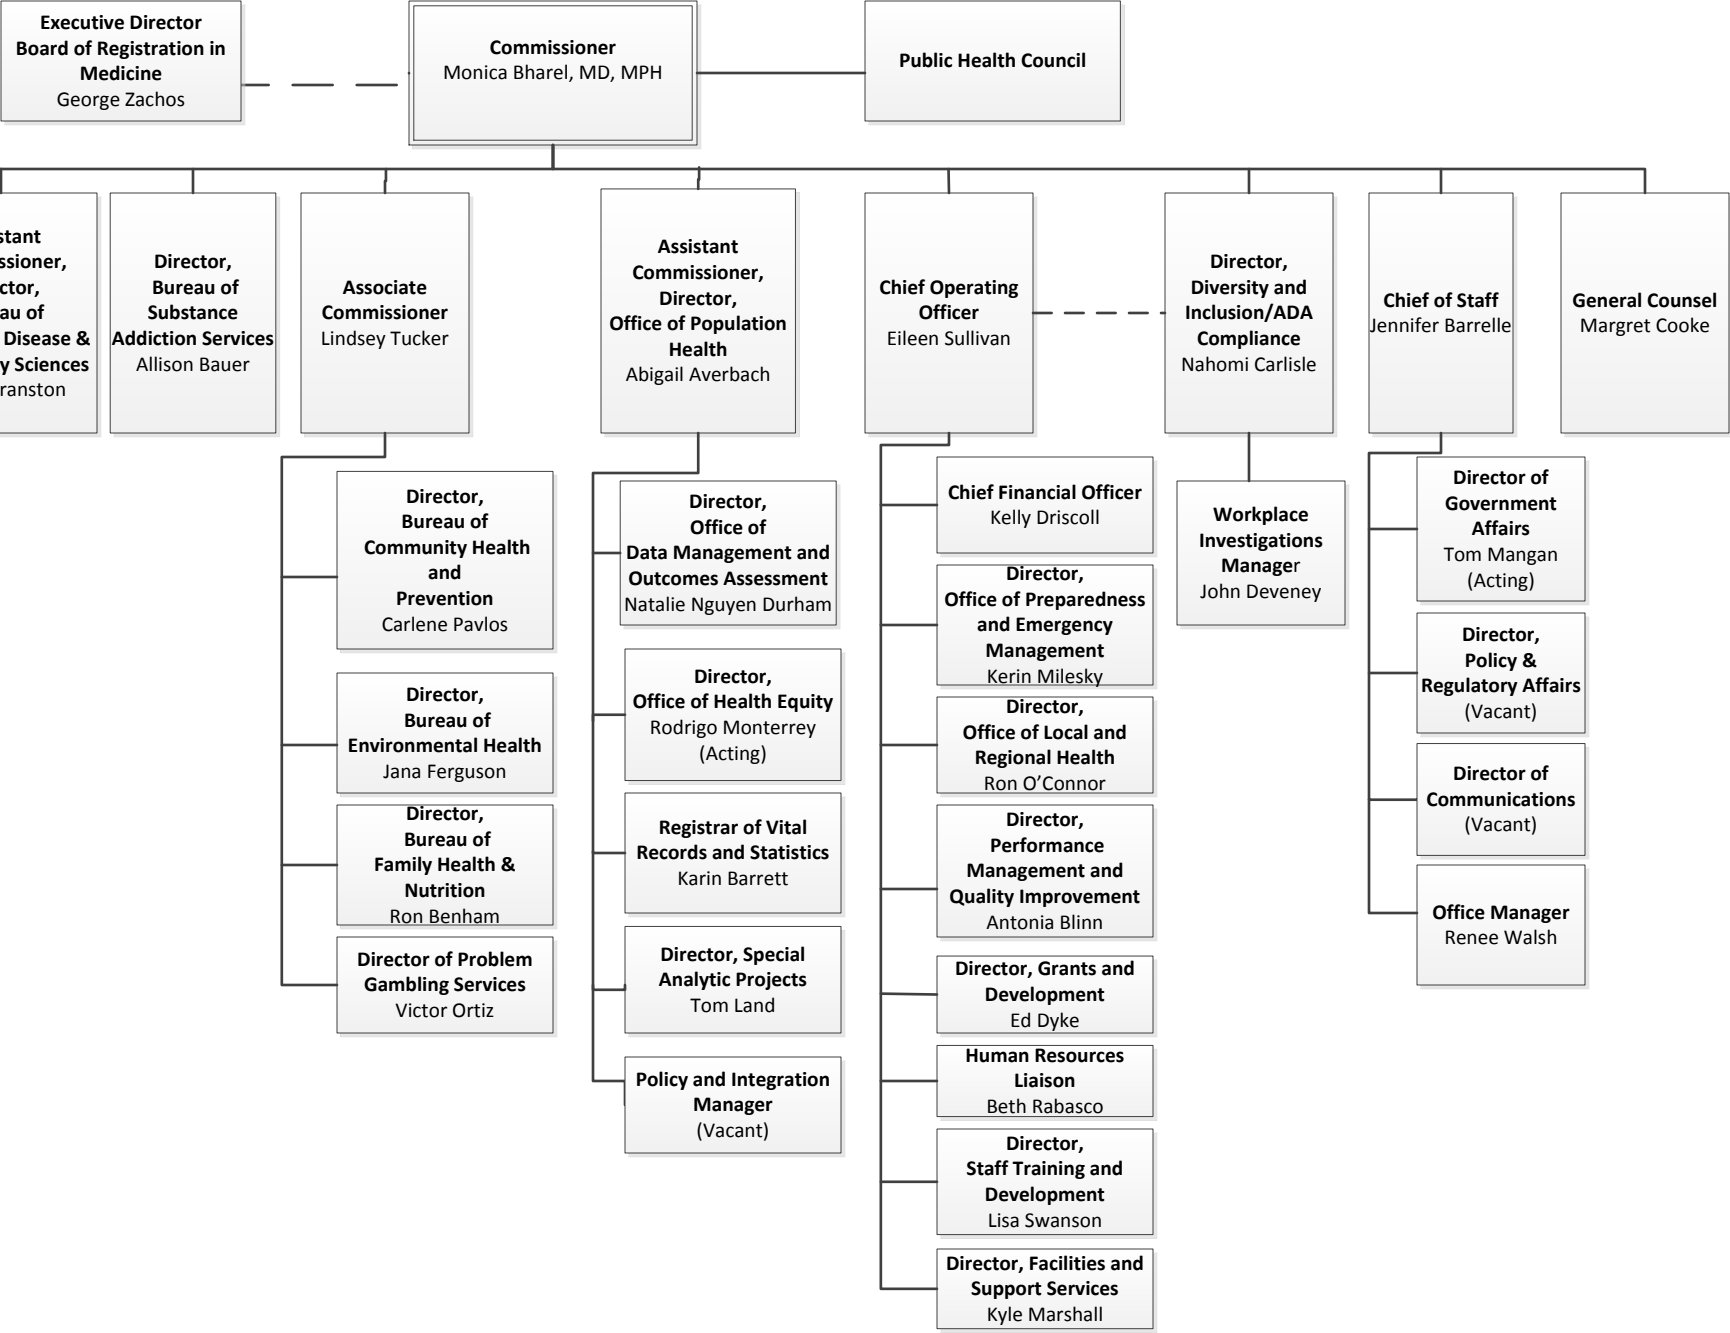 Executive Director
Board of Registration in
Medicine
George Zachos
Commissioner
Monica Bharel, MD, MPH
Public Health Council
Disease &
Sciences
Director,
Bureau of
Substance
Addiction Services
Allison Bauer
Associate
Commissioner
Lindsey Tucker
Assistant
Commissioner,
Director,
Office of Population
Health
Abigail Averbach
Chief Operating
Officer
Eileen Sullivan
Director,
Diversity and
Inclusion/ADA
Compliance
Nahomi Carlisle
Chief of Staff
Jennifer Barrelle
General Counsel
Margret Cooke
Director,
Bureau of
Community Health
and
Prevention
Carlene Pavlos
Director,
Bureau of
Environmental Health
Jana Ferguson
Director,
Bureau of
Family Health &
Nutrition
Ron Benham
Director of Problem
Gambling Services
Victor Ortiz
Director,
Office of
Data Management and
Outcomes Assessment
Natalie Nguyen Durham
Director,
Office of Health Equity
Rodrigo Monterrey
(Acting)
Registrar of Vital
Records and Statistics
Karin Barrett
Director, Special
Analytic Projects
Tom Land
Policy and Integration
Manager
(Vacant)
Chief Financial Officer
Kelly Driscoll
Director,
Office of Preparedness
and Emergency
Management
Kerin Milesky
Director,
Office of Local and
Regional Health
Ron O’Connor
Director,
Performance
Management and
Quality Improvement
Antonia Blinn
Director, Grants and
Development
Ed Dyke
Human Resources
Liaison
Beth Rabasco
Director,
Staff Training and
Development
Lisa Swanson
Director, Facilities and
Support Services
Kyle Marshall
Workplace
Investigations
Manager
John Deveney
Director of
Government
Affairs
Tom Mangan
(Acting)
Director,
Policy &
Regulatory Affairs
(Vacant)
Director of
Communications
(Vacant)
Office Manager
Renee Walsh